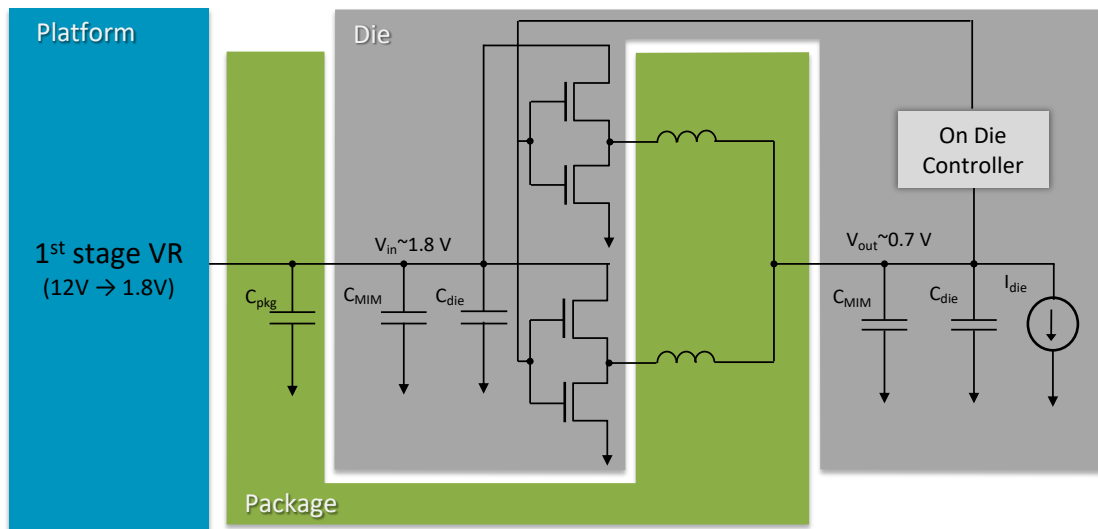 Platform
Die
On Die
Controller
1st stage VR
(12V → 1.8V)
Vin~1.8 V
Vout~0.7 V
Cpkg
CMIM
Cdie
CMIM
Cdie
Idie
Package